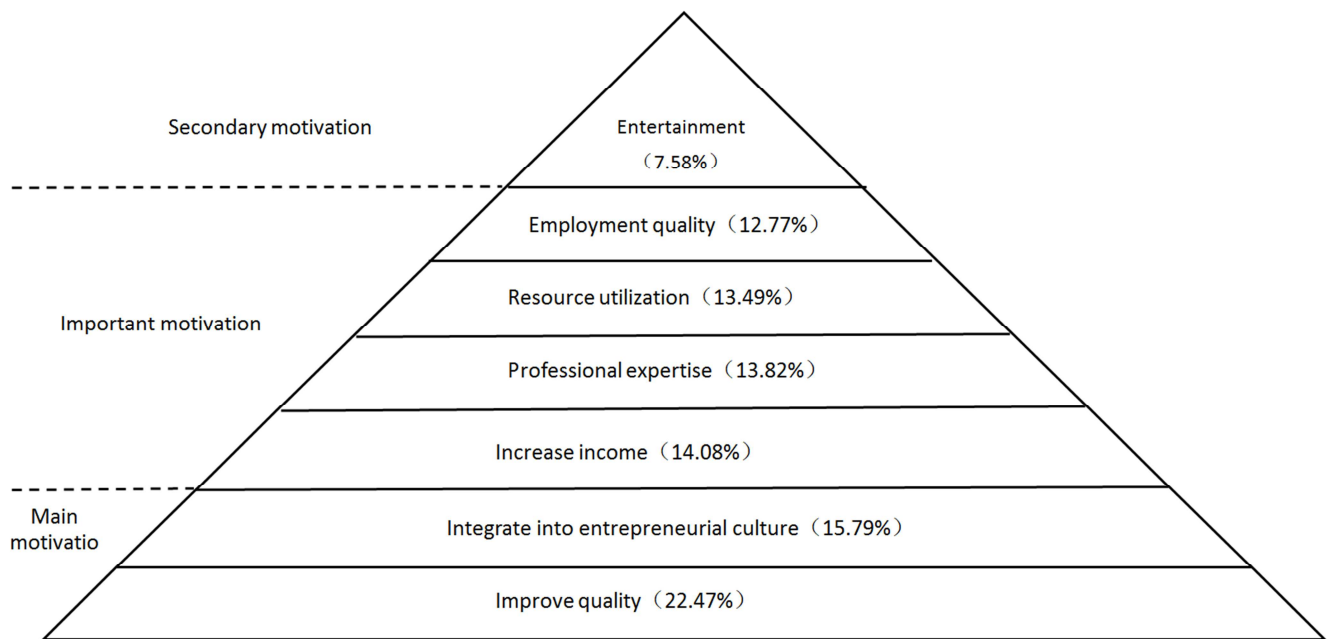 Secondary motivation
Entertainment
（7.58%）
Employment quality（12.77%）
Resource utilization（13.49%）
Important motivation
Professional expertise（13.82%）
Increase income（14.08%）
Main
motivatio
Integrate into entrepreneurial culture（15.79%）
Improve quality（22.47%）